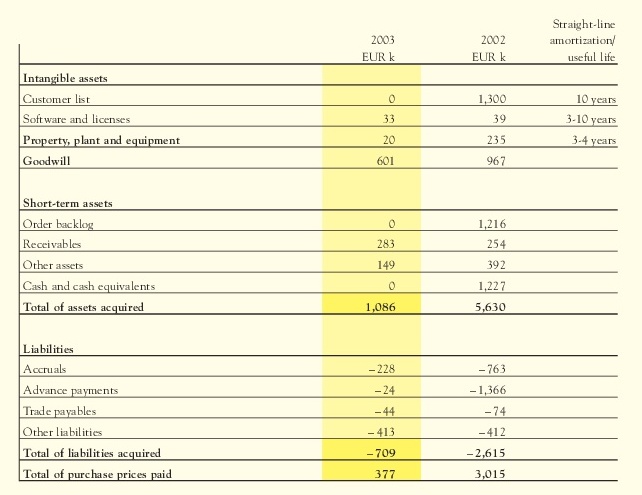 Straight-line
2003 2002 amortization/
EUR k EUR k useful life
Intangible assets
Customer list 0 1,300 10 years
Software and licenses 33 39 3-10 years
Property, plant and equipment 20 235 3-4 years
Goodwill 601 967
Short-term assets
Order backlog 0 1,216
Receivables 283 254
Other assets 149 392
Cash and cash equivalents 0 1,227
Total of assets acquired 1,086 5,630
Liabilities
Accruals –228 –763
Advance payments –24 –1,366
Trade payables –44 –74
Other liabilities –413 –412
Total of liabilities acquired –709 –2,615
Total of purchase prices paid 377 3,015